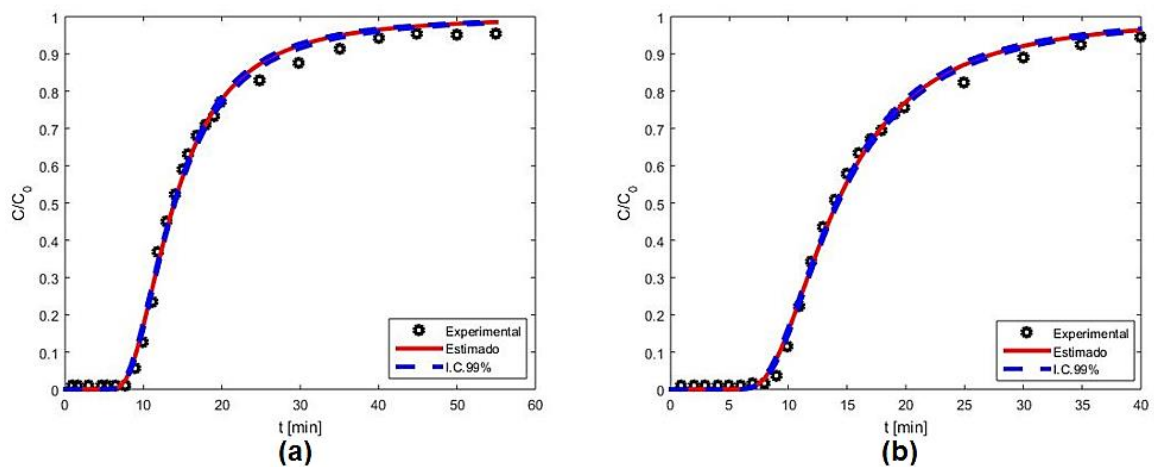 1
0.9
0.8
0.7
0.6
0.5
0.4
0.3
0.2
0.1
0
C/C0
Experimental
Estimado
I.C.99%
0 10 20 30 40 50 60
t [min]
(a)
1
0.9
0.8
0.7
0.6
0.5
0.4
0.3
0.2
0.1
0
C/C0
Experimental
Estimado
I.C.99%
0 5 10 15 20 25 30 35 40
t [min]
(b)